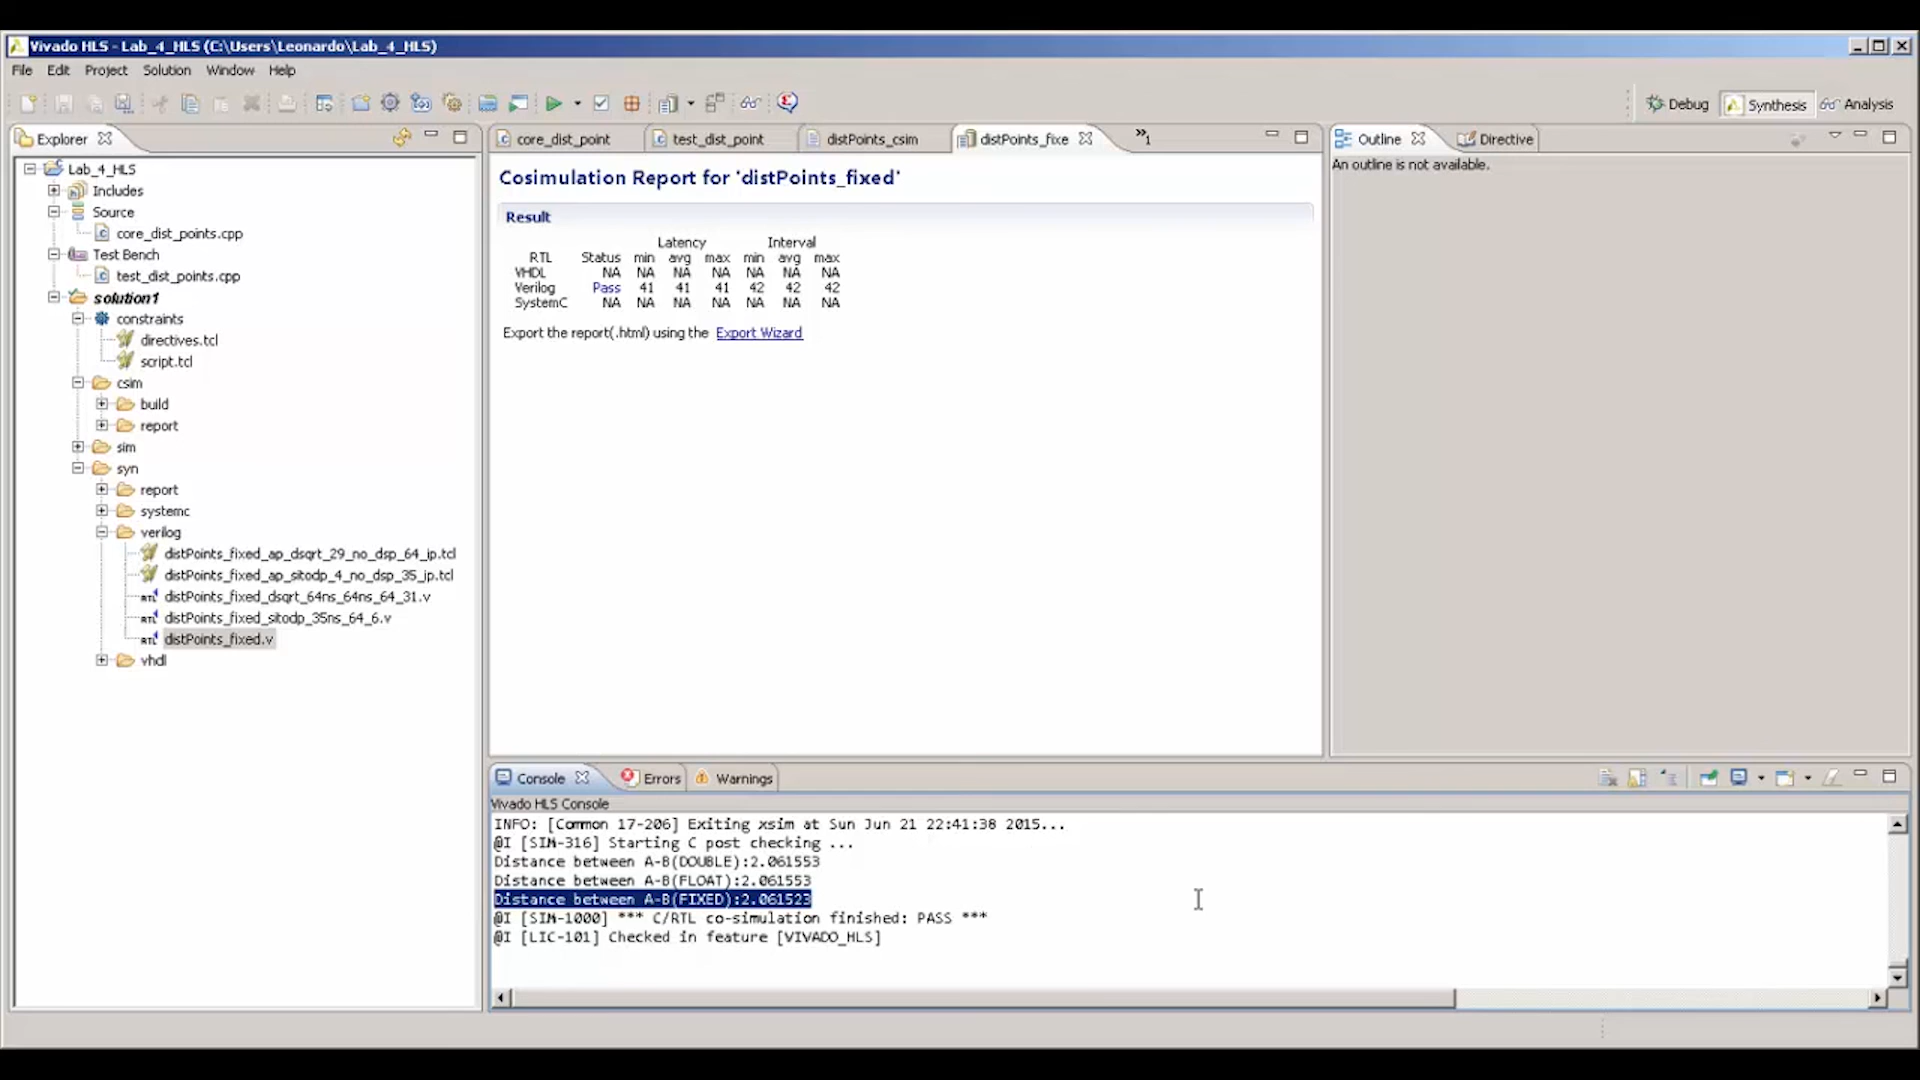 Vivado HLS - Lab_4_HLS (C:\Users\Leonardo\Lab_4_HLS)
File Edit Project Solution Window Help
Debug Synthesis Analysis
Explorer
Lab_4_HLS
Includes
Source
core_dist_points.cpp
Test Bench
test_dist_points.cpp
solution1
constraints
directives.tcl
script.tcl
csim
build
report
sim
syn
report
systemc
verilog
distPoints_fixed_ap_dsqrt_29_no_dsp_64_ip.tcl
distPoints_fixed_ap_sitodp_4_no_dsp_35_ip.tcl
distPoints_fixed_dsqrt_64ns_64ns_64_31.v
distPoints_fixed_sitodp_35ns_64_6.v
distPoints_fixed.v
vhdl
core_dist_point test_dist_point distPoints_csim distPoints_fixe »1
Cosimulation Report for 'distPoints_fixed'
Result
Latency Interval
RTL Status min avg max min avg max
VHDL NA NA NA NA NA NA NA
Verilog Pass 41 41 41 42 42 42
SystemC NA NA NA NA NA NA NA
Export the report(.html) using the Export Wizard
Outline Directive
An outline is not available.
Console Errors Warnings
Vivado HLS Console
INFO: [Common 17-206] Exiting xsim at Sun Jun 21 22:41:38 2015...
@I [SIM-316] Starting C post checking ...
Distance between A-B(DOUBLE):2.061553
Distance between A-B(FLOAT):2.061553
Distance between A-B(FIXED):2.061523
@I [SIM-1000] *** C/RTL co-simulation finished: PASS ***
@I [LIC-101] Checked in feature [VIVADO_HLS]